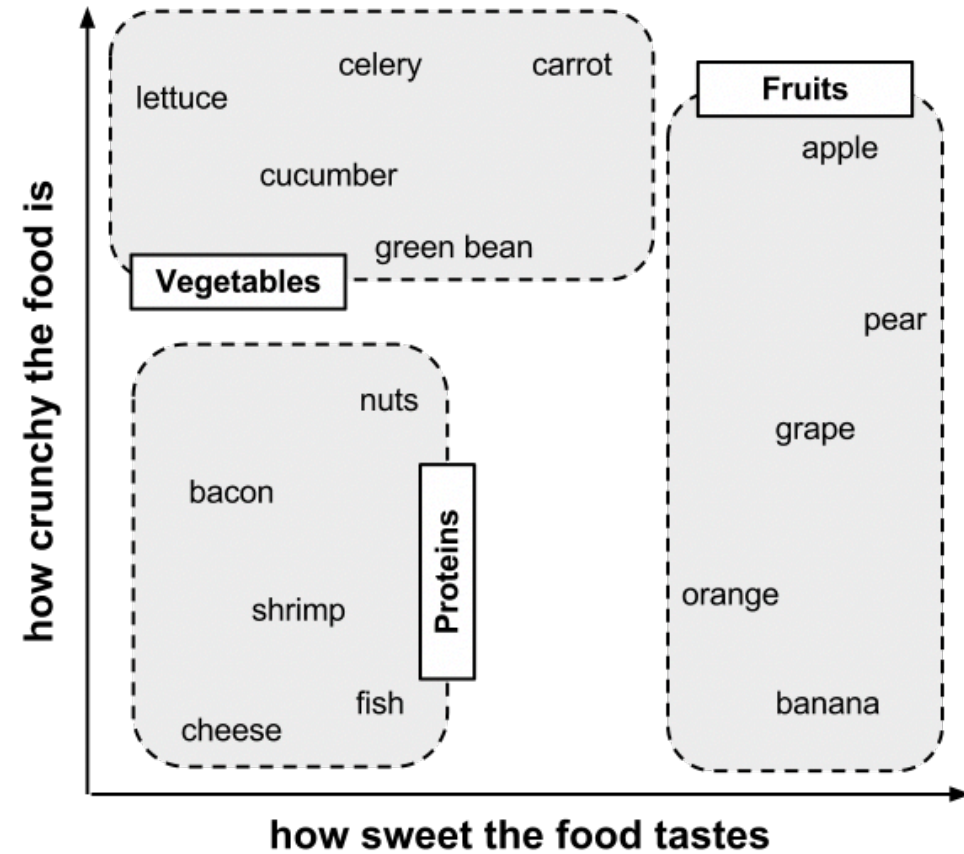 celery
carrot
lettuce
cucumber
green bean
Vegetables
Fruits
apple
pear
grape
orange
banana
nuts
bacon
shrimp
fish
cheese
Proteins
how crunchy the food is
how sweet the food tastes